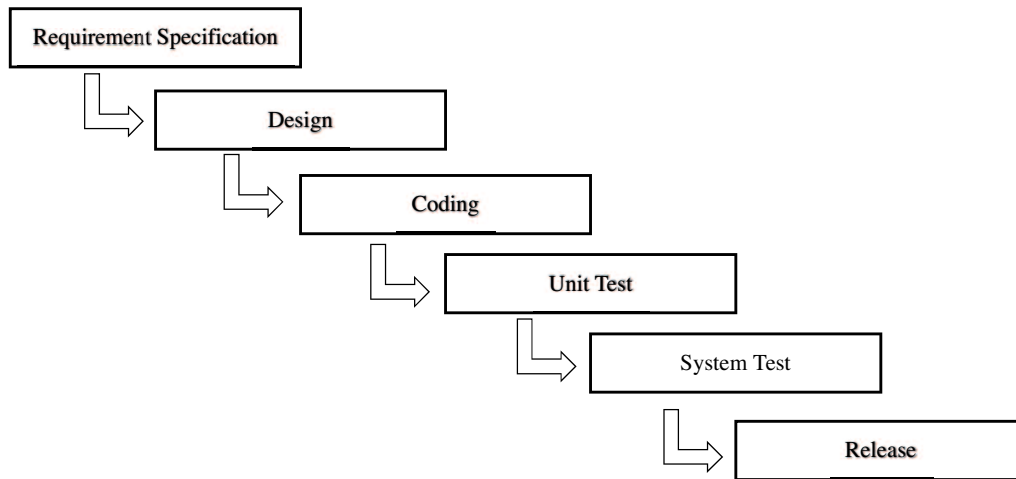 Requirement Specification
Design
Coding
Unit Test
System Test
Release